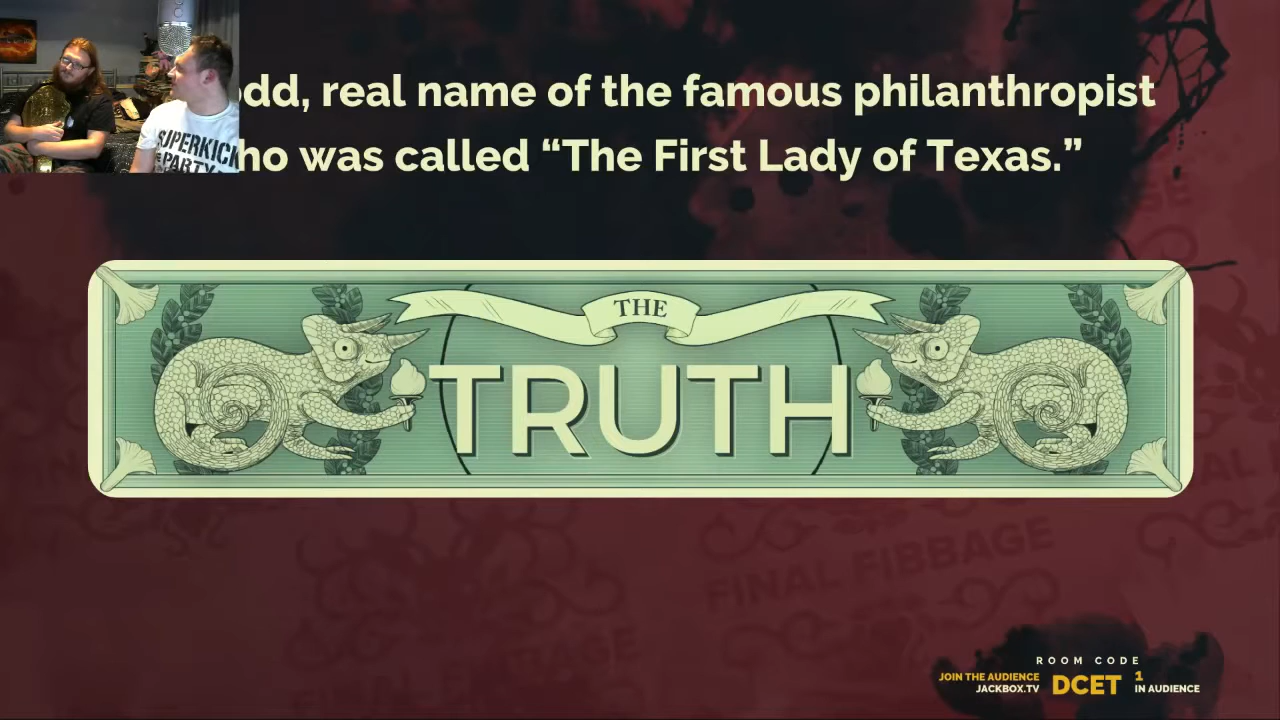 odd, real name of the famous philanthropist
ho was called “The First Lady of Texas.”
SUPERKICK
PARTY
THE
TRUTH
FINAL FIBBAGE
ROOM CODE
JOIN THE AUDIENCE
JACKBOX.TV
DCET
1
IN AUDIENCE